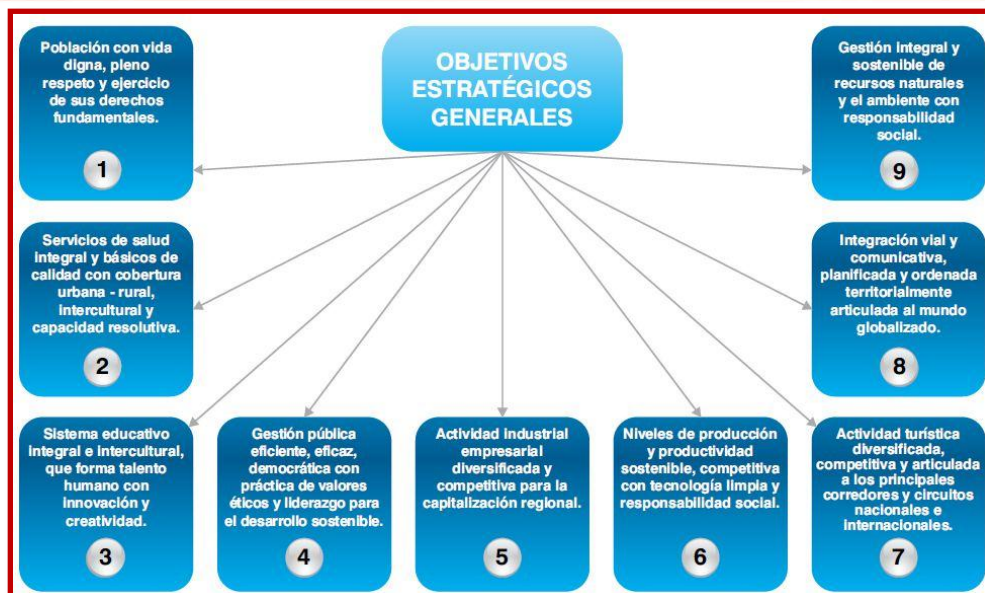 OBJETIVOS
ESTRATÉGICOS
GENERALES
Población con vida
digna, pleno
respeto y ejercicio
de sus derechos
fundamentales.
1
Servicios de salud
integral y básicos de
calidad con cobertura
urbana - rural,
intercultural y
capacidad resolutiva.
2
Sistema educativo
integral e intercultural,
que forma talento
humano con
innovación y
creatividad.
3
Gestión pública
eficiente, eficaz,
democrática con
práctica de valores
éticos y liderazgo para
el desarrollo sostenible.
4
Actividad industrial
empresarial
diversificada y
competitiva para la
capitalización regional.
5
Niveles de producción
y productividad
sostenible, competitiva
con tecnología limpia y
responsabilidad social.
6
Actividad turística
diversificada,
competitiva y articulada
a los principales
corredores y circuitos
nacionales e
internacionales.
7
Integración vial y
comunicativa,
planificada y ordenada
territorialmente
articulada al mundo
globalizado.
8
Gestión integral y
sostenible de
recursos naturales
y el ambiente con
responsabilidad
social.
9